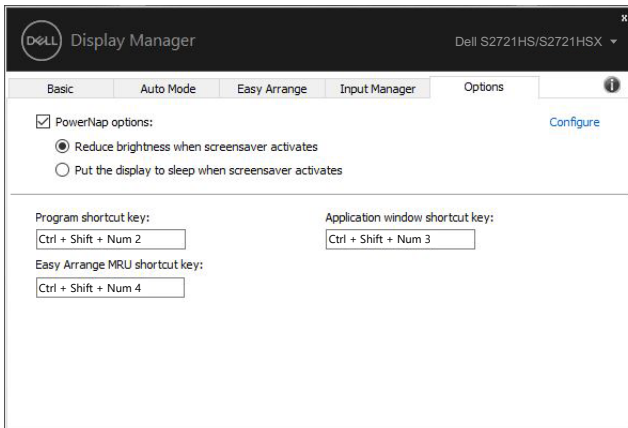 x
DELL Display Manager
Dell S2721HS/S2721HSX
Basic Auto Mode Easy Arrange Input Manager Options
PowerNap options: Configure
Reduce brightness when screensaver activates
Put the display to sleep when screensaver activates
Program shortcut key: Application window shortcut key:
Ctrl + Shift + Num 2 Ctrl + Shift + Num 3
Easy Arrange MRU shortcut key:
Ctrl + Shift + Num 4